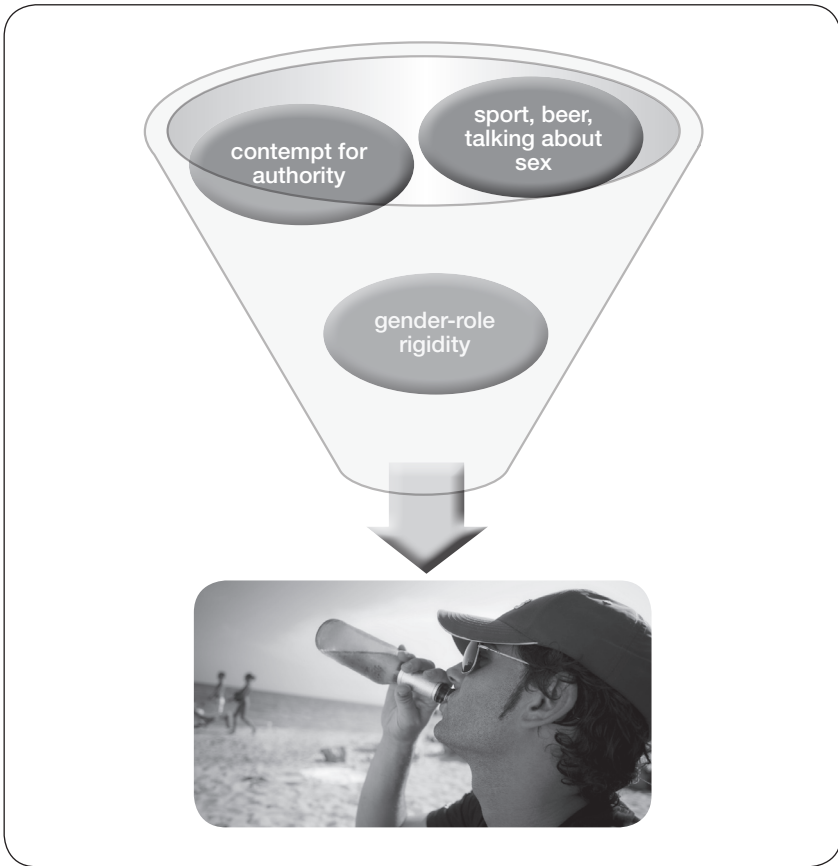 contempt for
authority
sport, beer,
talking about
sex
gender-role
rigidity